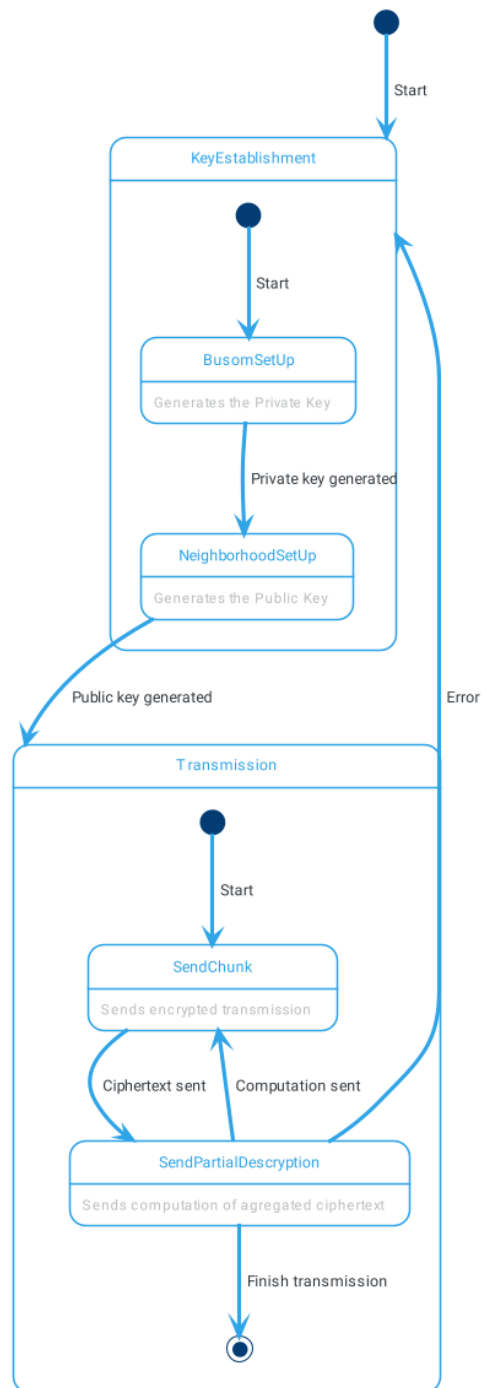 Start
KeyEstablishment
Start
BusomSetUp
Generates the Private Key
Private key generated
NeighborhoodSetUp
Generates the Public Key
Public key generated
Error
Transmission
Start
SendChunk
Sends encrypted transmission
Ciphertext sent
Computation sent
SendPartialDescryption
Sends computation of agregated ciphertext
Finish transmission